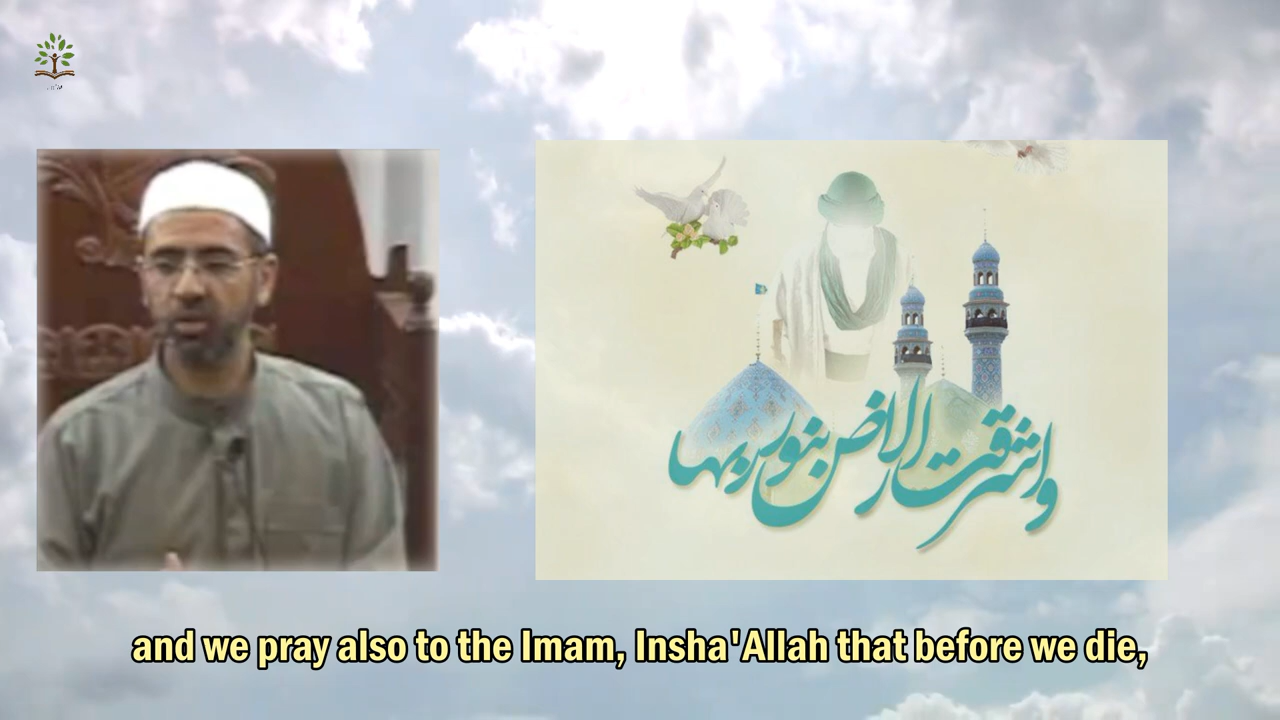 واشرقت الارض بنور ربها
and we pray also to the Imam, Insha'Allah that before we die,